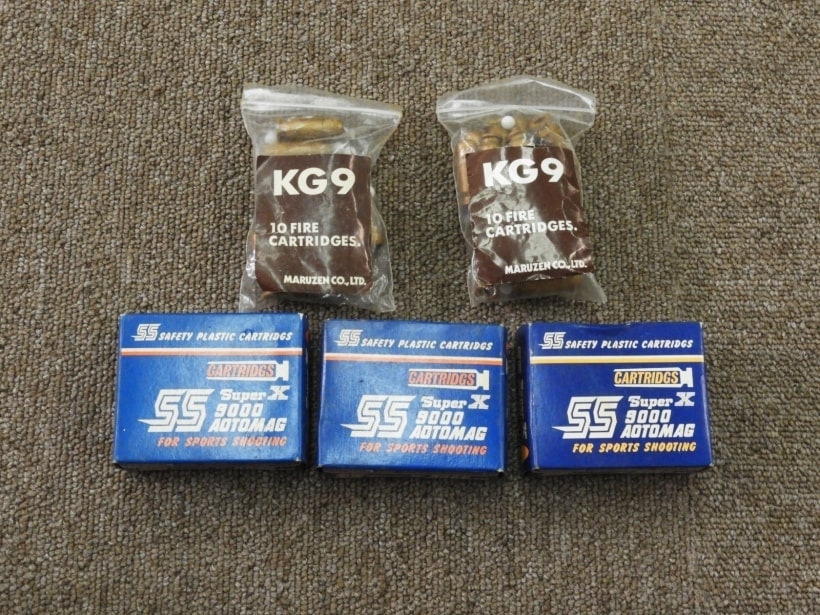 KG9
10 FIRE
CARTRIDGES.
MARUZEN CO.,LTD.
KG9
10 FIRE
CARTRIDGES.
MARUZEN CO.,LTD.
SS SAFETY PLASTIC CARTRIDGS
CARTRIDGS
SS Super X
9000
AOTOMAG
FOR SPORTS SHOOTING
SS SAFETY PLASTIC CARTRIDGS
CARTRIDGS
SS Super X
9000
AOTOMAG
FOR SPORTS SHOOTING
SS SAFETY PLASTIC CARTRIDGS
CARTRIDGS
SS Super X
9000
AOTOMAG
FOR SPORTS SHOOTING